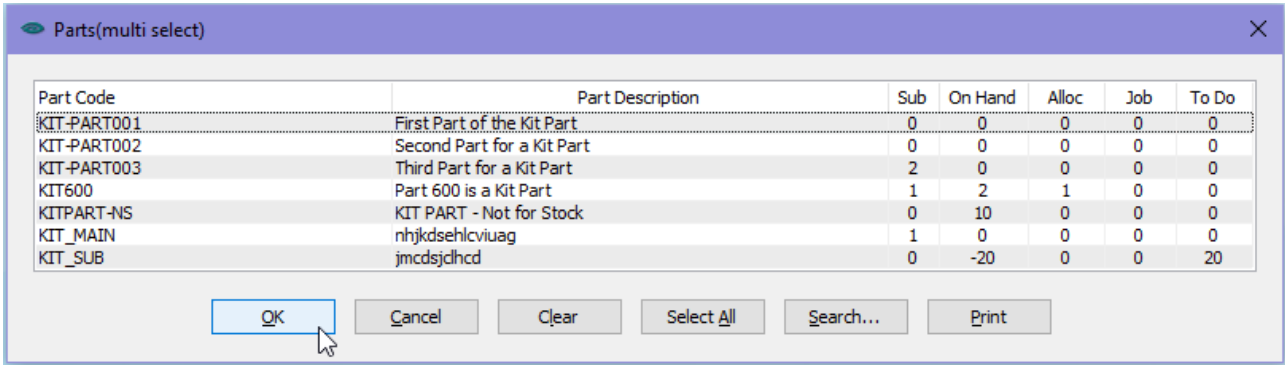 Parts(multi select)
Part Code Part Description Sub On Hand Alloc Job To Do
KIT-PART001 First Part of the Kit Part 0 0 0 0 0
KIT-PART002 Second Part for a Kit Part 0 0 0 0 0
KIT-PART003 Third Part for a Kit Part 2 0 0 0 0
KIT600 Part 600 is a Kit Part 1 2 1 0 0
KITPART-NS KIT PART - Not for Stock 0 10 0 0 0
KIT_MAIN nhjkdsehlcviuag 1 0 0 0 0
KIT_SUB jmcdsjclhcd 0 -20 0 0 20
OK Cancel Clear Select All Search... Print